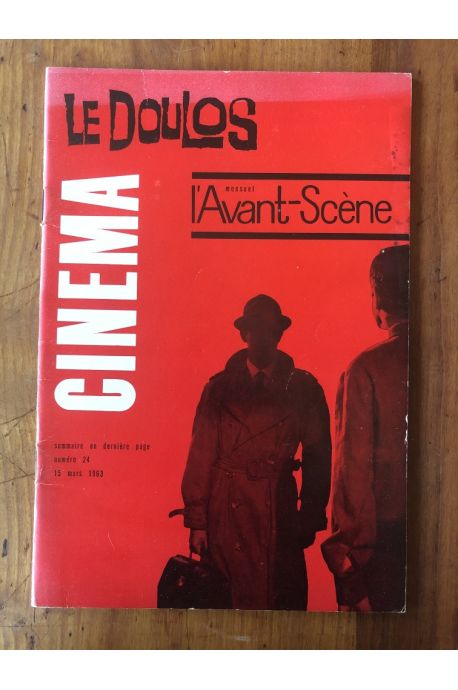 LE DOULOS
mensuel
l'Avant-Scène
CINEMA
sommaire en dernière page
numéro 24
15 mars 1963